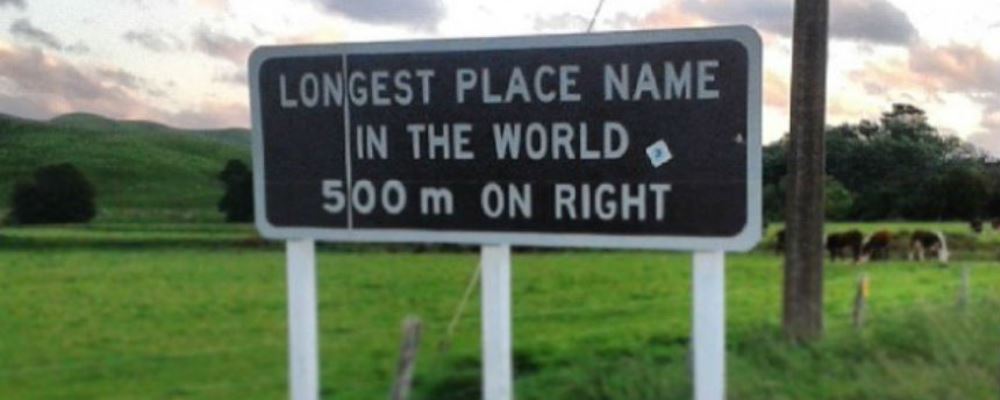 LONGEST PLACE NAME
IN THE WORLD
500 m ON RIGHT